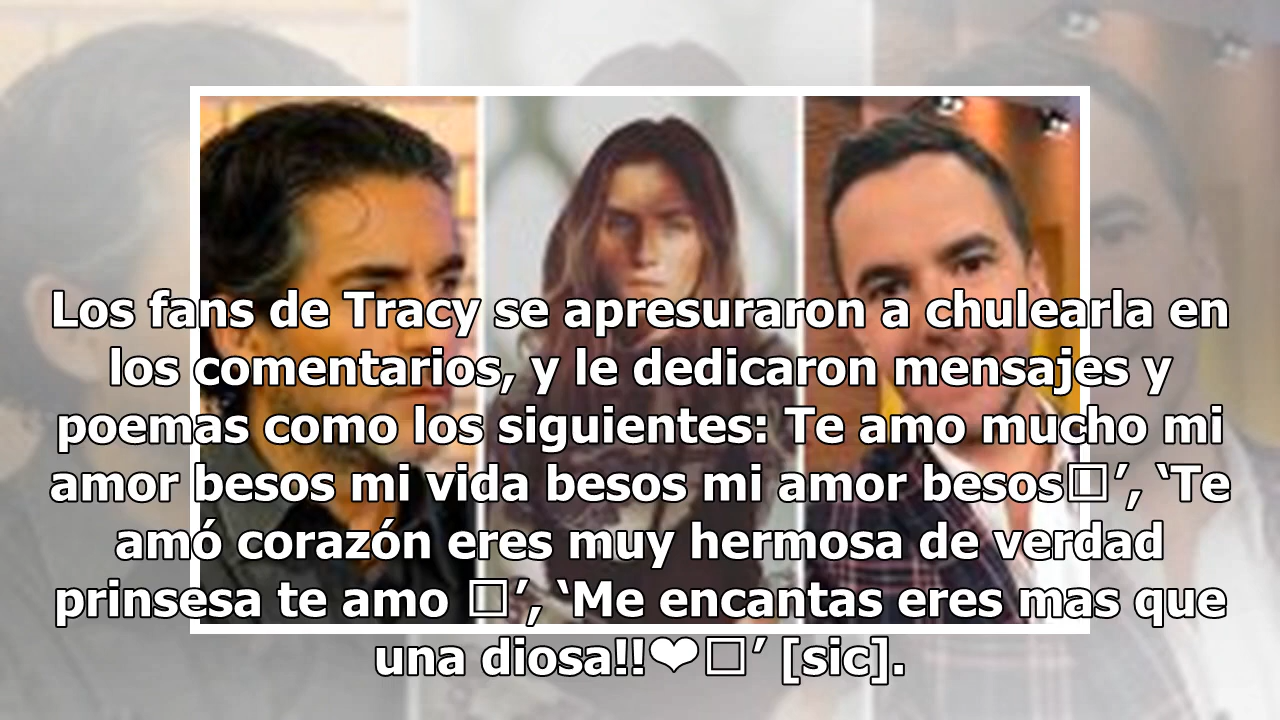 Los fans de Tracy se apresuraron a chulearla en
los comentarios, y le dedicaron mensajes y
poemas como los siguientes: Te amo mucho mi
amor besos mi vida besos mi amor besos□’, ‘Te
amó corazón eres muy hermosa de verdad
prinsesa te amo □’, ‘Me encantas eres mas que
una diosa!!❤□’ [sic].